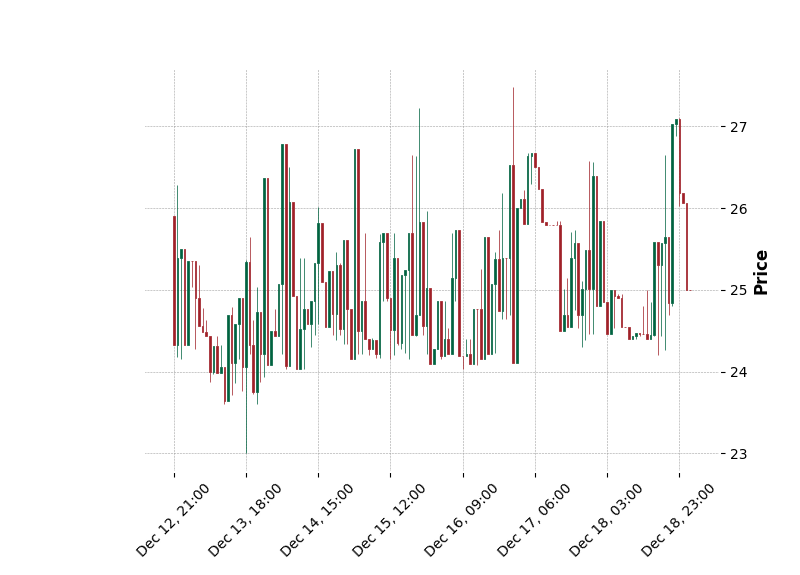 27
26
25
24
23
Price
Dec 12, 21:00
Dec 13, 18:00
Dec 14, 15:00
Dec 15, 12:00
Dec 16, 09:00
Dec 17, 06:00
Dec 18, 03:00
Dec 18, 23:00